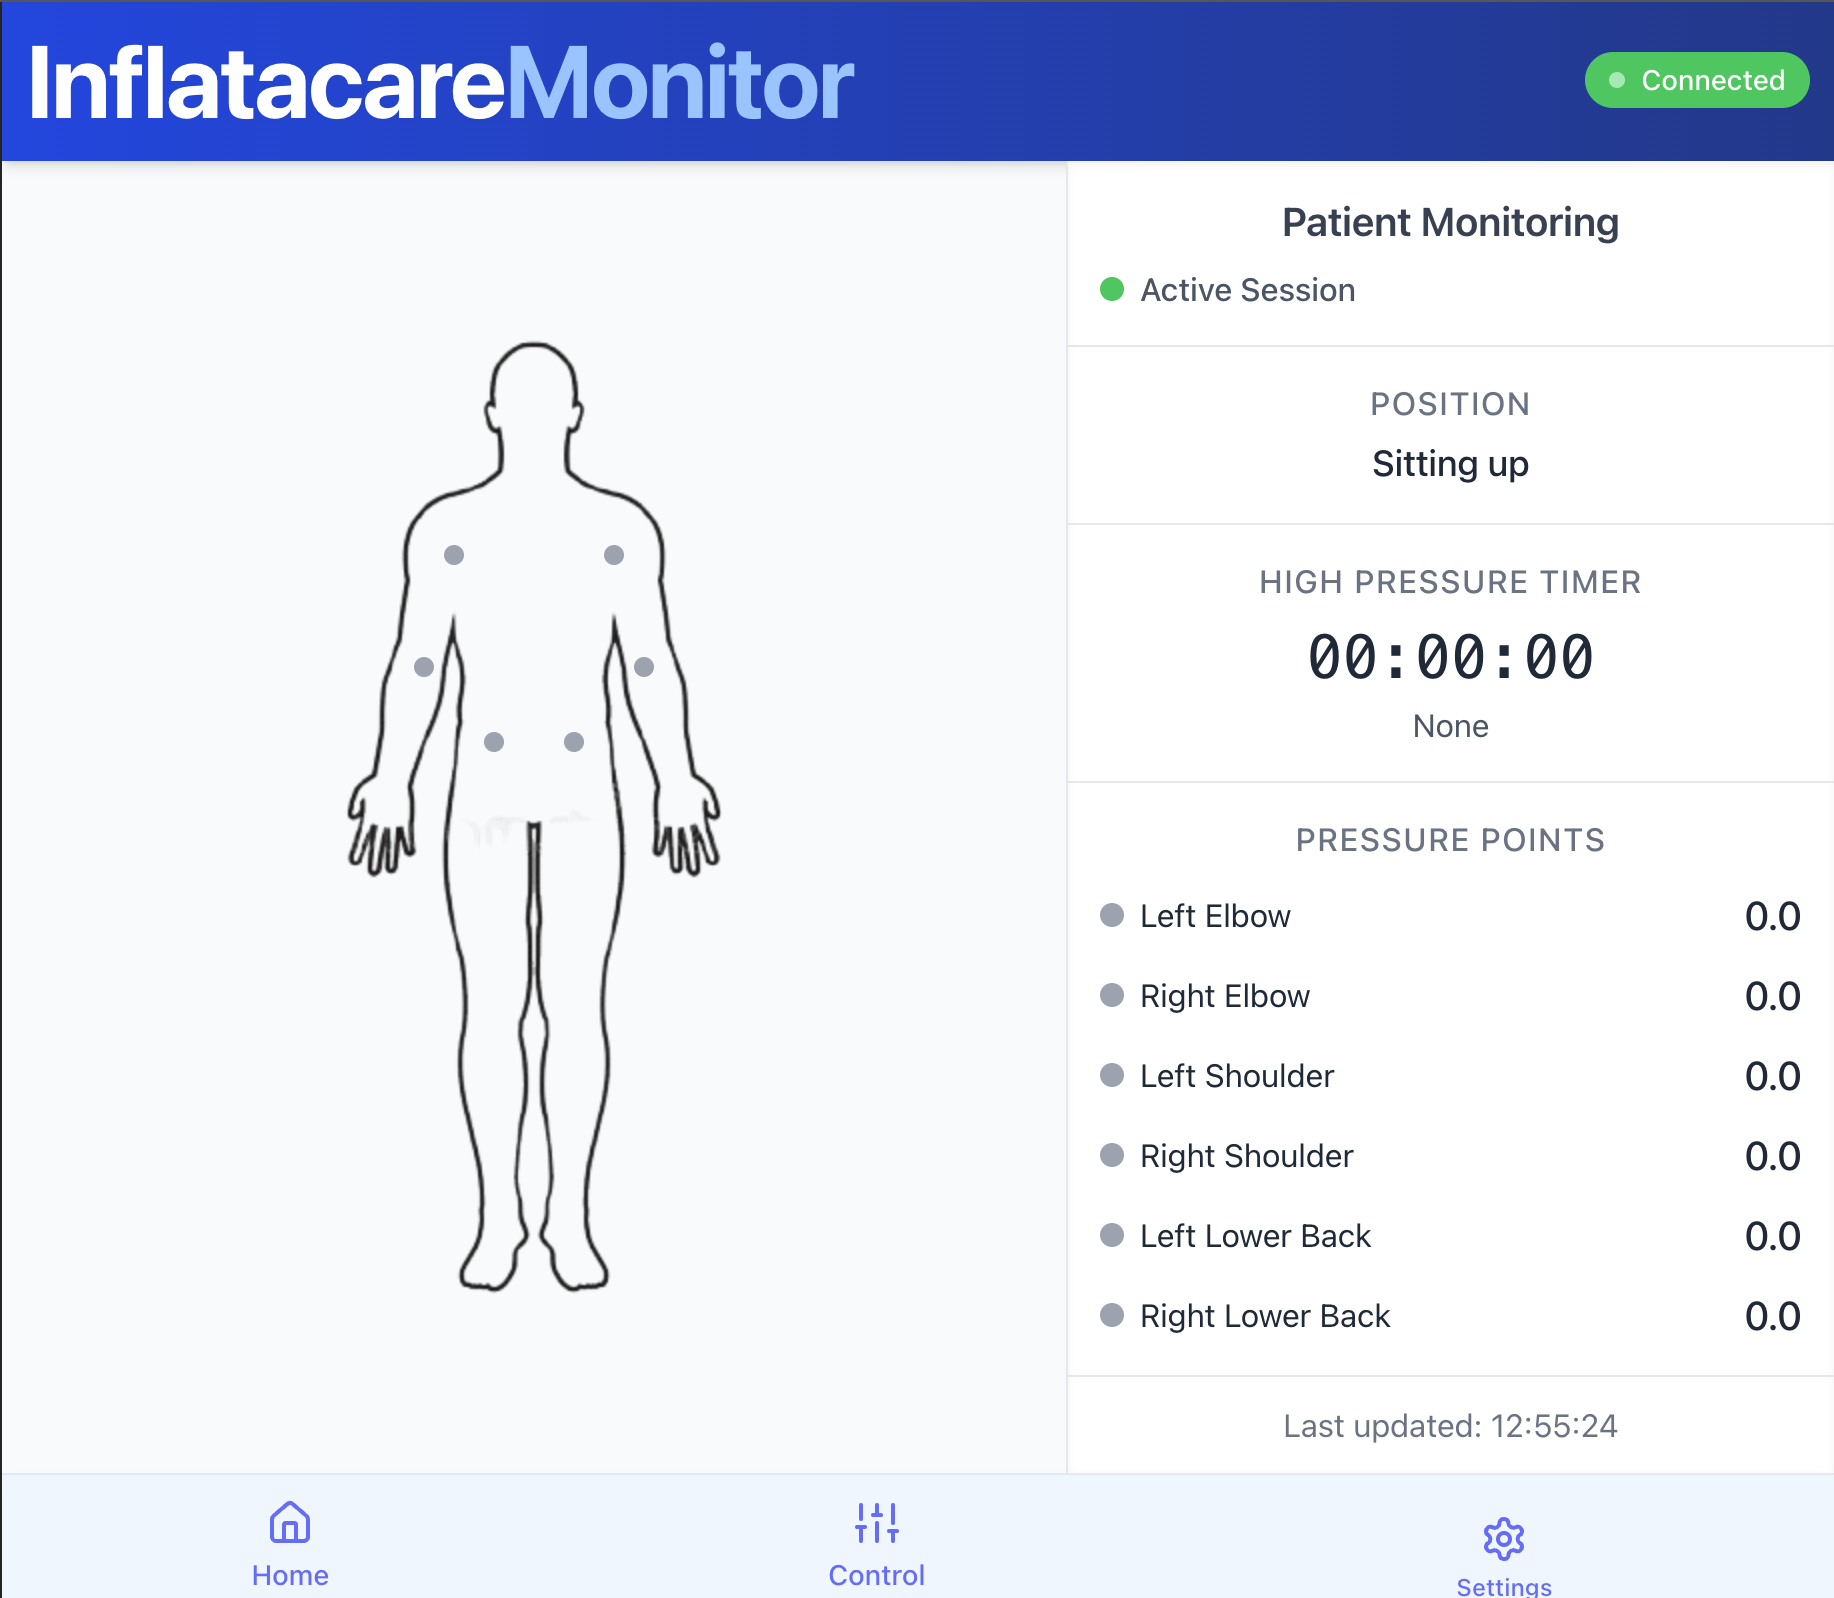 InflatacareMonitor
Connected
Patient Monitoring
Active Session
POSITION
Sitting up
HIGH PRESSURE TIMER
00:00:00
None
PRESSURE POINTS
Left Elbow 0.0
Right Elbow 0.0
Left Shoulder 0.0
Right Shoulder 0.0
Left Lower Back 0.0
Right Lower Back 0.0
Last updated: 12:55:24
Home
Control
Settings